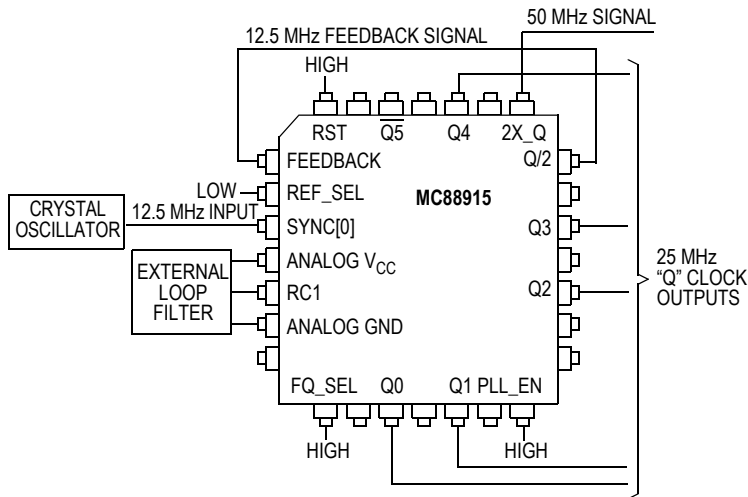 50 MHz SIGNAL
12.5 MHz FEEDBACK SIGNAL
HIGH
RST Q5 Q4 2X_Q
FEEDBACK
Q/2
LOW
REF_SEL
MC88915
CRYSTAL
OSCILLATOR
12.5 MHz INPUT
SYNC[0]
Q3
ANALOG VCC
EXTERNAL
LOOP
FILTER
RC1
Q2
ANALOG GND
25 MHz
“Q” CLOCK
OUTPUTS
FQ_SEL Q0 Q1 PLL_EN
HIGH
HIGH